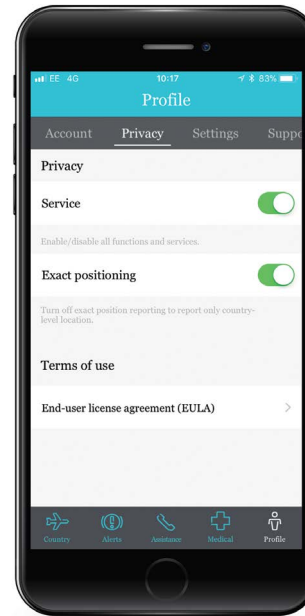 EE 4G 10:17 83%
Profile
Account Privacy Settings Suppo
Privacy
Service
Enable/disable all functions and services.
Exact positioning
Turn off exact position reporting to report only country-
level location.
Terms of use
End-user license agreement (EULA)
Country Alerts Assistance Medical Profile